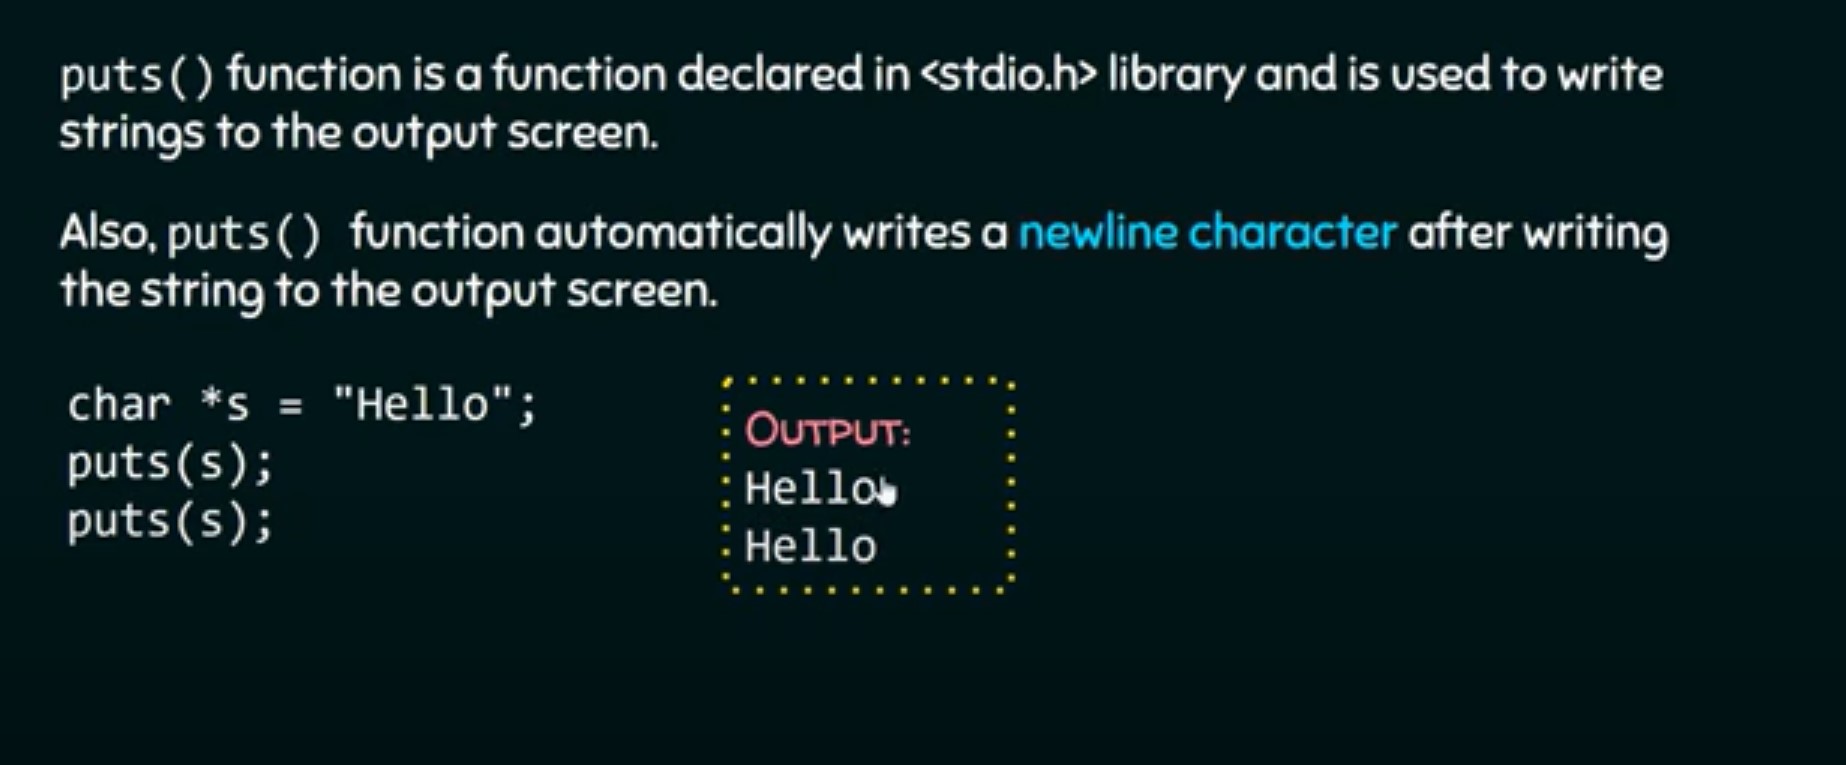 puts() function is a function declared in <stdio.h> library and is used to write
strings to the output screen.
Also, puts() function automatically writes a newline character after writing
the string to the output screen.
char *s = "Hello";
puts(s);
puts(s);
OUTPUT:
Hello
Hello